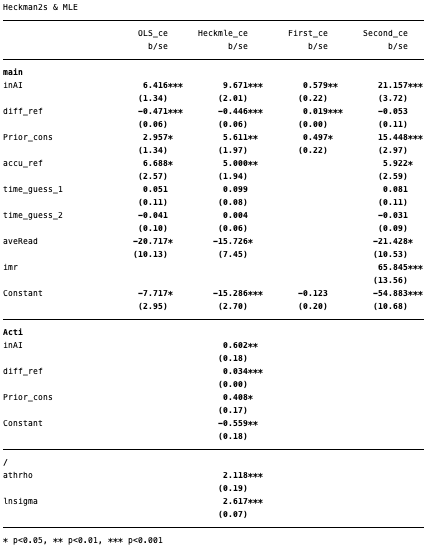 Heckman2s & MLE
OLS_ce Heckmle_ce First_ce Second_ce
b/se b/se b/se b/se
main
inAI 6.416*** 9.671*** 0.579** 21.157***
(1.34) (2.01) (0.22) (3.72)
diff_ref −0.471*** −0.446*** 0.019*** −0.053
(0.06) (0.06) (0.00) (0.11)
Prior_cons 2.957* 5.611** 0.497* 15.448***
(1.34) (1.97) (0.22) (2.97)
accu_ref 6.688* 5.000** 5.922*
(2.57) (1.94) (2.59)
time_guess_1 0.051 0.099 0.081
(0.11) (0.08) (0.11)
time_guess_2 −0.041 0.004 −0.031
(0.10) (0.06) (0.09)
aveRead −20.717* −15.726* −21.428*
(10.13) (7.45) (10.53)
imr 65.845***
(13.56)
Constant −7.717* −15.286*** −0.123 −54.883***
(2.95) (2.70) (0.20) (10.68)
Acti
inAI 0.602**
(0.18)
diff_ref 0.034***
(0.00)
Prior_cons 0.408*
(0.17)
Constant −0.559**
(0.18)
/
athrho 2.118***
(0.19)
lnsigma 2.617***
(0.07)
* p<0.05, ** p<0.01, *** p<0.001